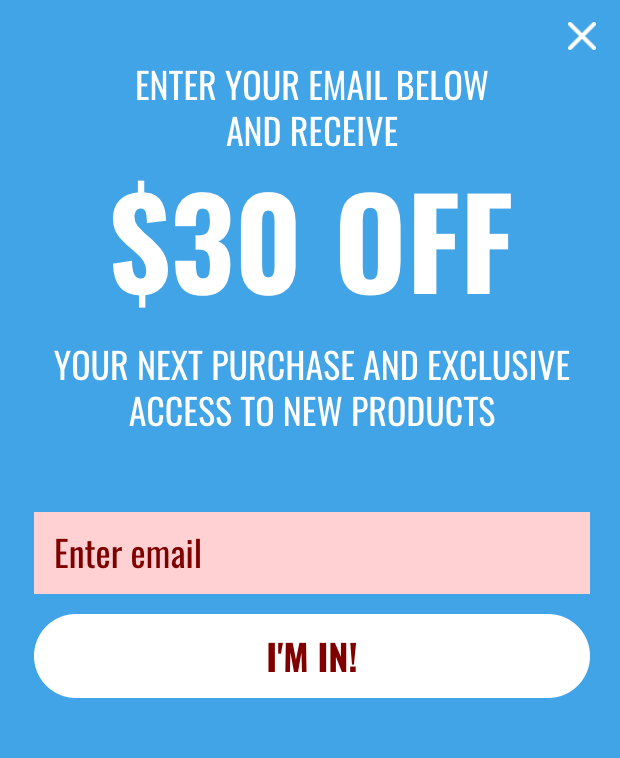 ENTER YOUR EMAIL BELOW
AND RECEIVE
$30 OFF
YOUR NEXT PURCHASE AND EXCLUSIVE
ACCESS TO NEW PRODUCTS
Enter email
I'M IN!